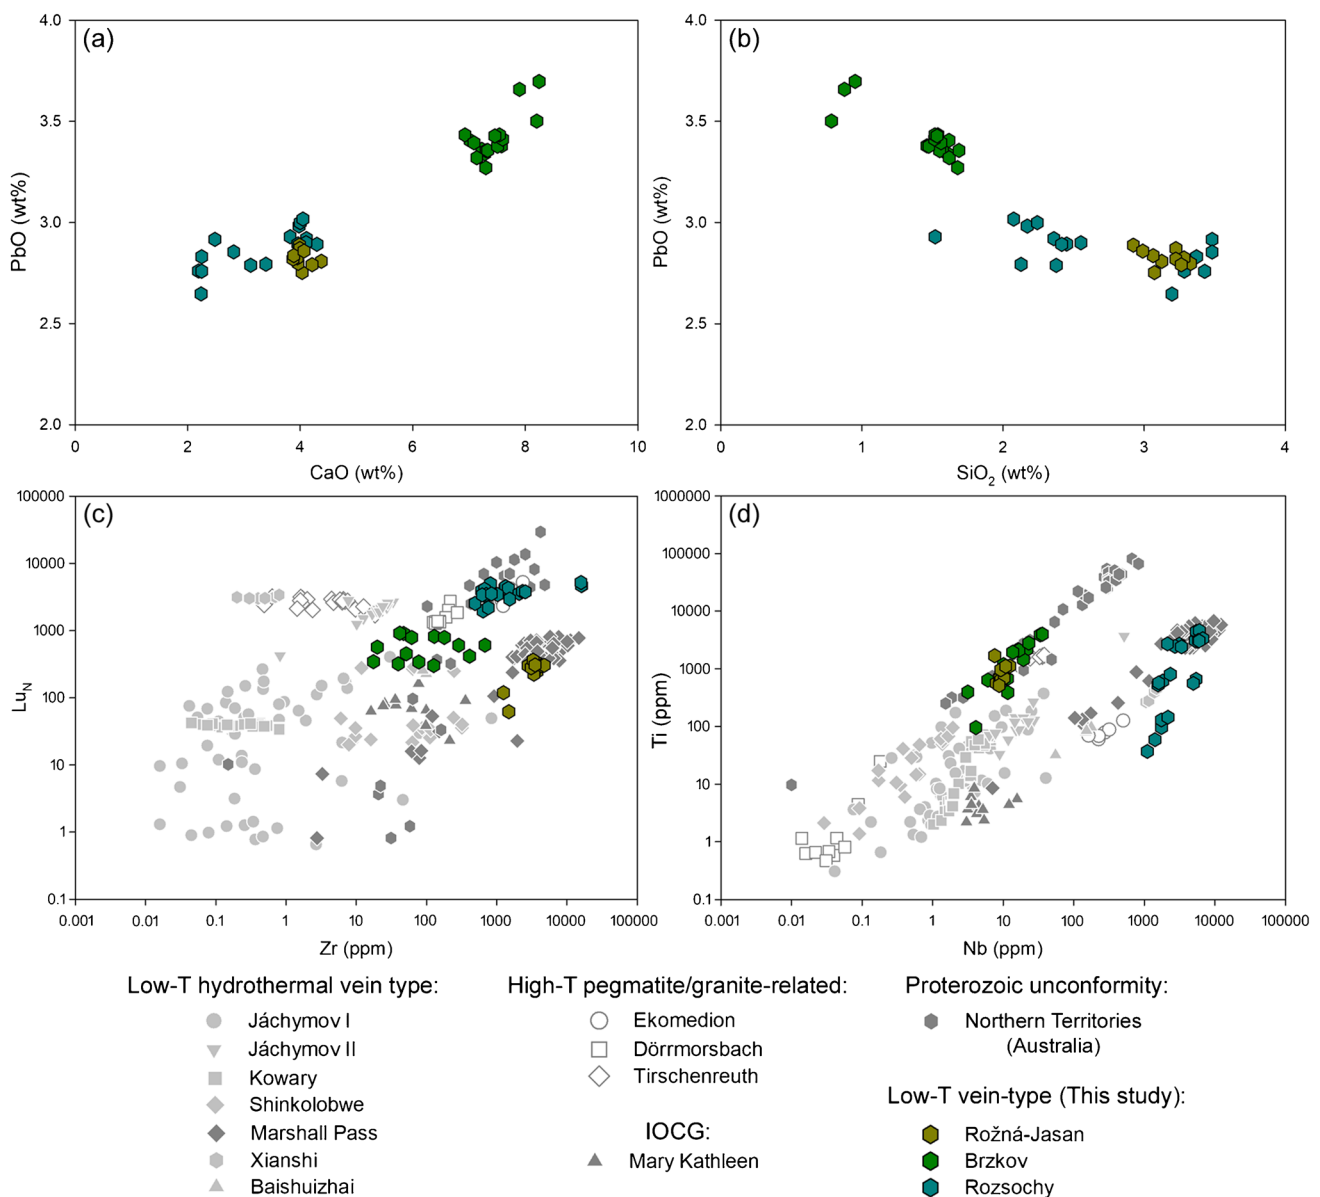 (a)
4.0
3.5
3.0
2.5
2.0
PbO (wt%)
0 2 4 6 8 10
CaO (wt%)
(b)
4.0
3.5
3.0
2.5
2.0
PbO (wt%)
0 1 2 3 4
SiO2 (wt%)
(c)
100000
10000
1000
100
10
1
0.1
LuN
0.001 0.01 0.1 1 10 100 1000 10000 100000
Zr (ppm)
(d)
1000000
100000
10000
1000
100
10
1
0.1
Ti (ppm)
0.001 0.01 0.1 1 10 100 1000 10000 100000
Nb (ppm)
Low-T hydrothermal vein type:
Jáchymov I
Jáchymov II
Kowary
Shinkolobwe
Marshall Pass
Xianshi
Baishuizhai
High-T pegmatite/granite-related:
Ekomedion
Dörrmorsbach
Tirschenreuth
IOCG:
Mary Kathleen
Proterozoic unconformity:
Northern Territories
(Australia)
Low-T vein-type (This study):
Rožná-Jasan
Brzkov
Rozsochy